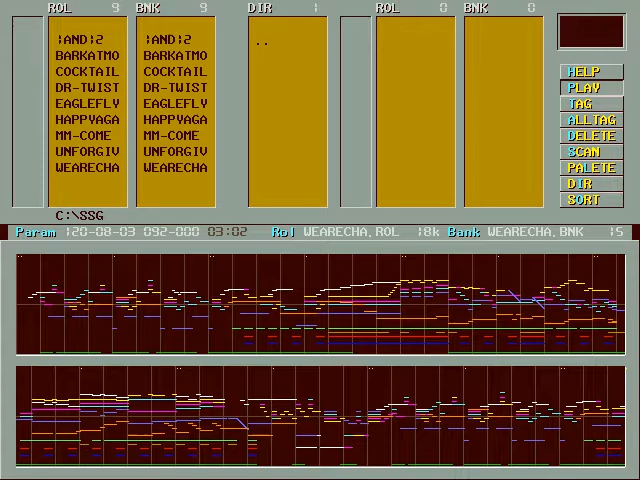 ROL 9 BNK 9 DIR 1 ROL 0 BNK 0
!AND!2 !AND!2 ..
BARKATMO BARKATMO
COCKTAIL COCKTAIL
DR-TWIST DR-TWIST
EAGLEFLY EAGLEFLY
HAPPYAGA HAPPYAGA
MM-COME MM-COME
UNFORGIV UNFORGIV
WEARECHA WEARECHA
HELP
PLAY
TAG
ALLTAG
DELETE
SCAN
PALETE
DIR
SORT
C:\SSG
Param 120-08-03 092-000 03:02 Rol WEARECHA.ROL 18k Bank WEARECHA.BNK 15